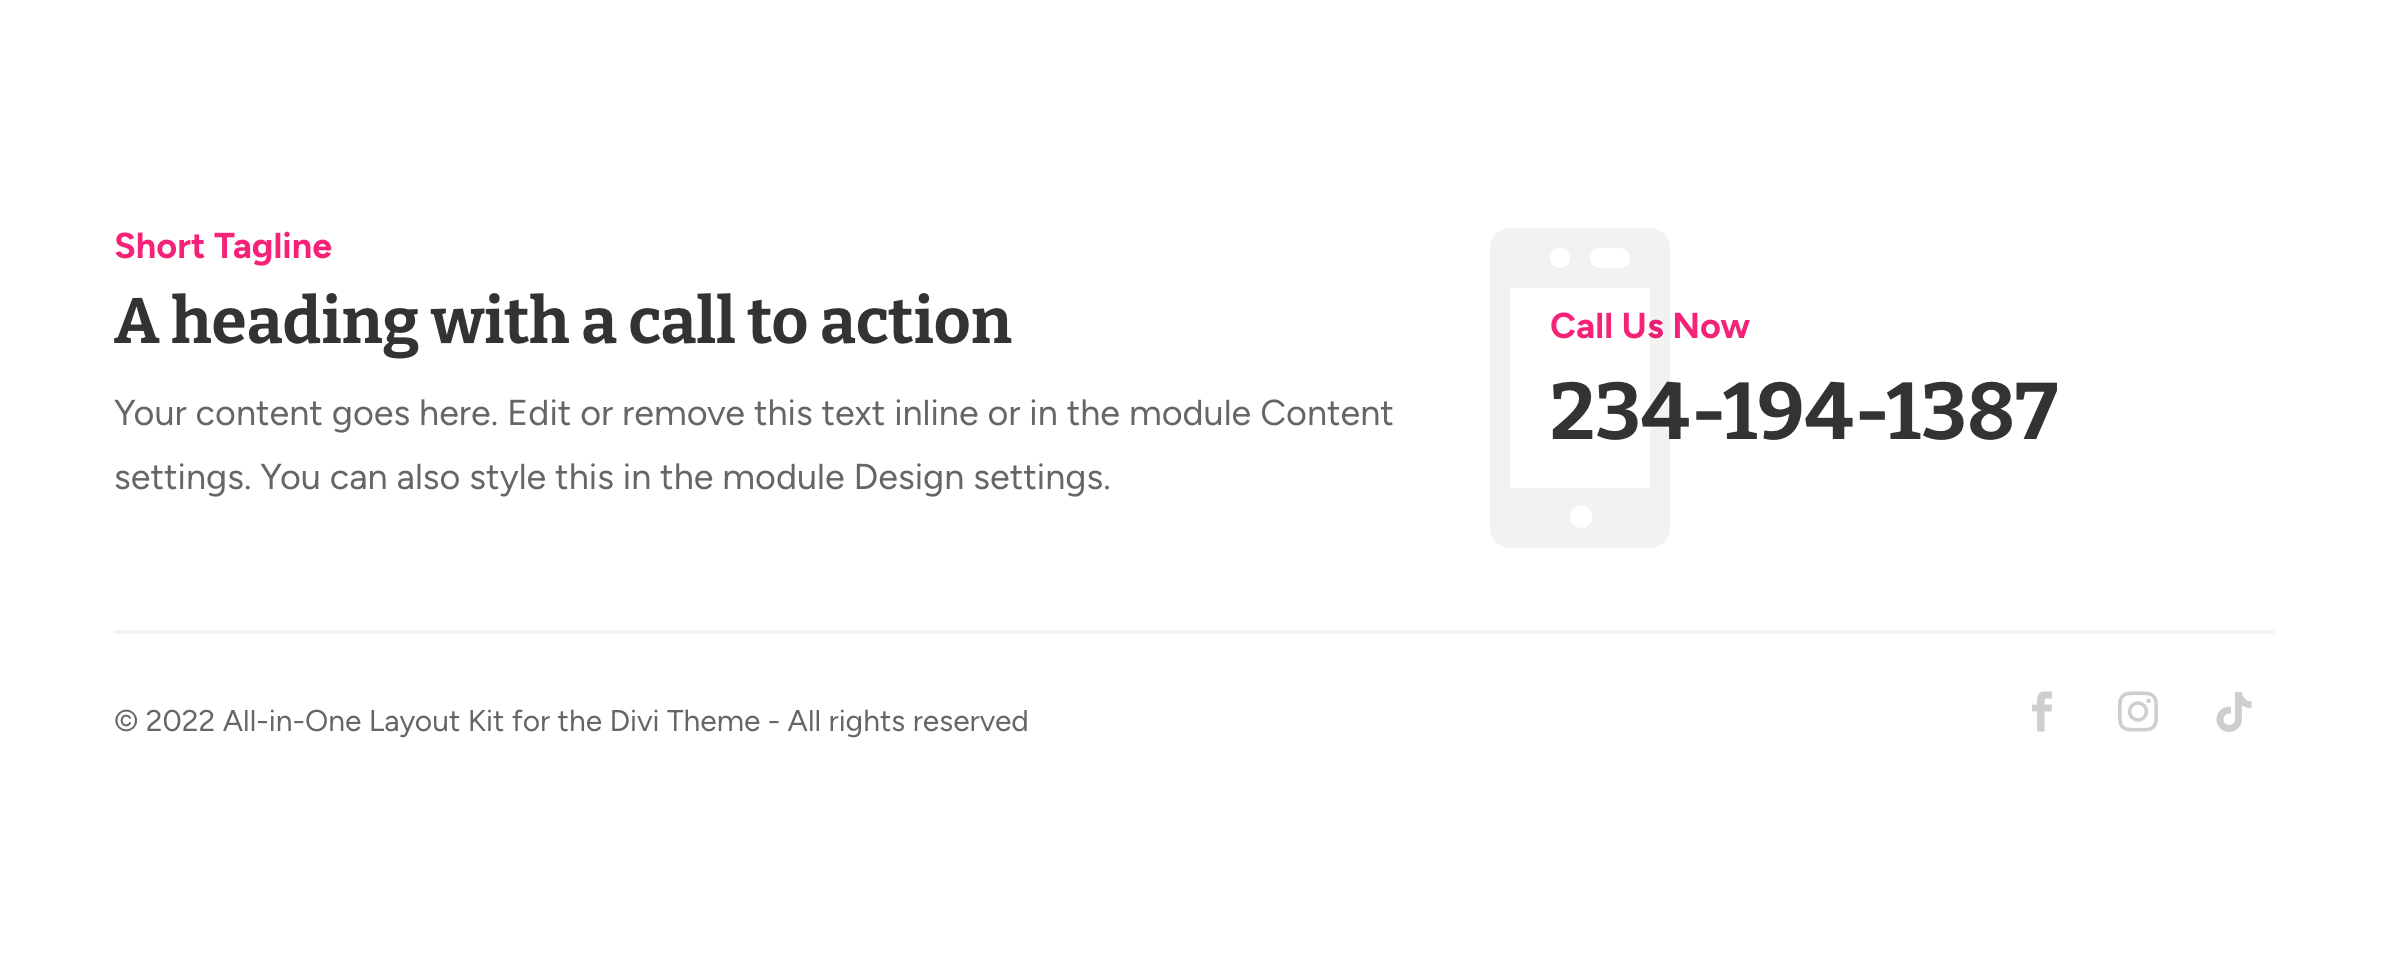 Short Tagline
A heading with a call to action
Your content goes here. Edit or remove this text inline or in the module Content
settings. You can also style this in the module Design settings.
Call Us Now
234-194-1387
© 2022 All-in-One Layout Kit for the Divi Theme - All rights reserved